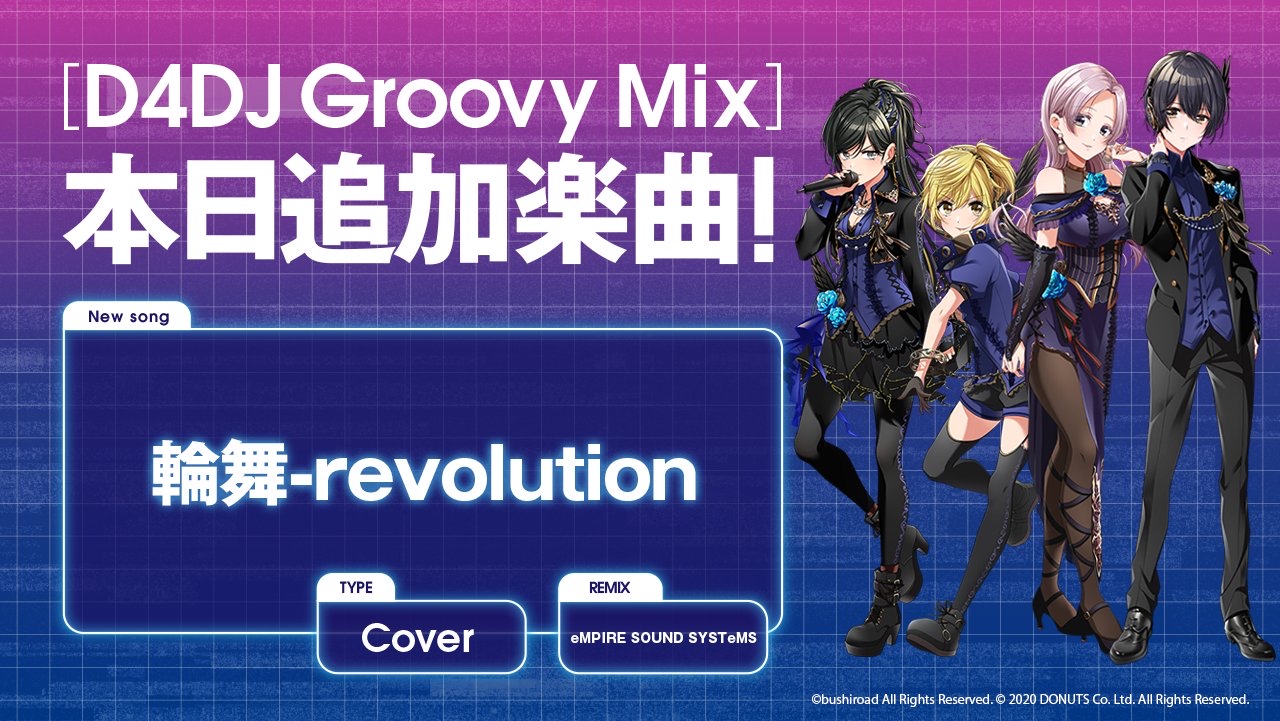 [D4DJ Groovy Mix]
本日追加楽曲!
New song
輪舞-revolution
TYPE
Cover
REMIX
eMPIRE SOUND SYSTeMS
©bushiroad All Rights Reserved. © 2020 DONUTS Co. Ltd. All Rights Reserved.